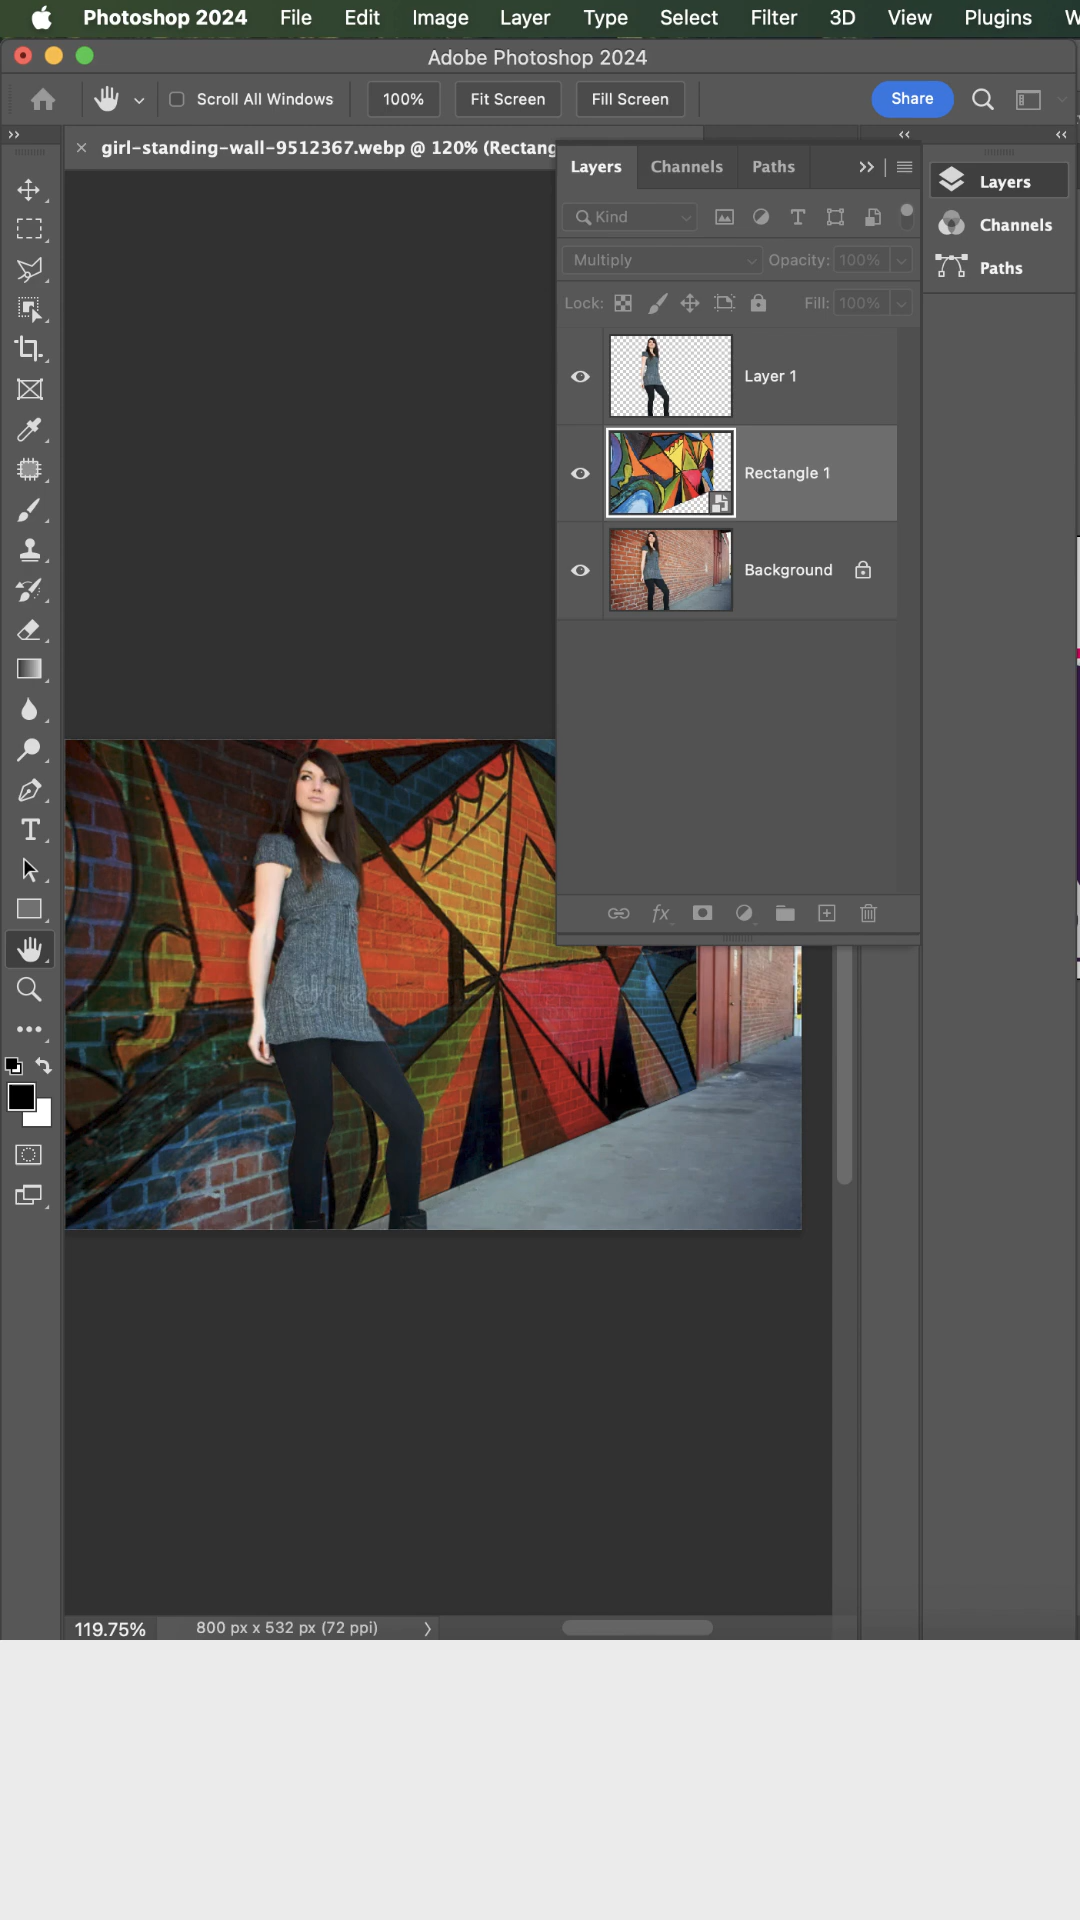 Photoshop 2024 File Edit Image Layer Type Select Filter 3D View Plugins W
Adobe Photoshop 2024
Scroll All Windows 100% Fit Screen Fill Screen Share
girl-standing-wall-9512367.webp @ 120% (Rectang
Layers Channels Paths
Kind
Multiply Opacity: 100%
Lock: Fill: 100%
Layer 1
Rectangle 1
Background
fx
Layers
Channels
Paths
119.75% 800 px x 532 px (72 ppi)